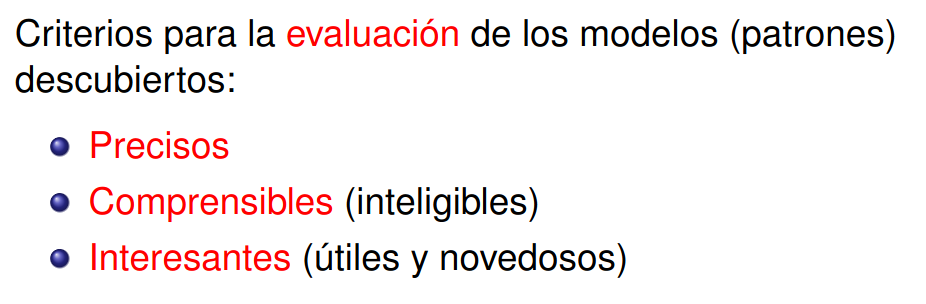 Criterios para la evaluación de los modelos (patrones)
descubiertos:
Precisos
Comprensibles (inteligibles)
Interesantes (útiles y novedosos)